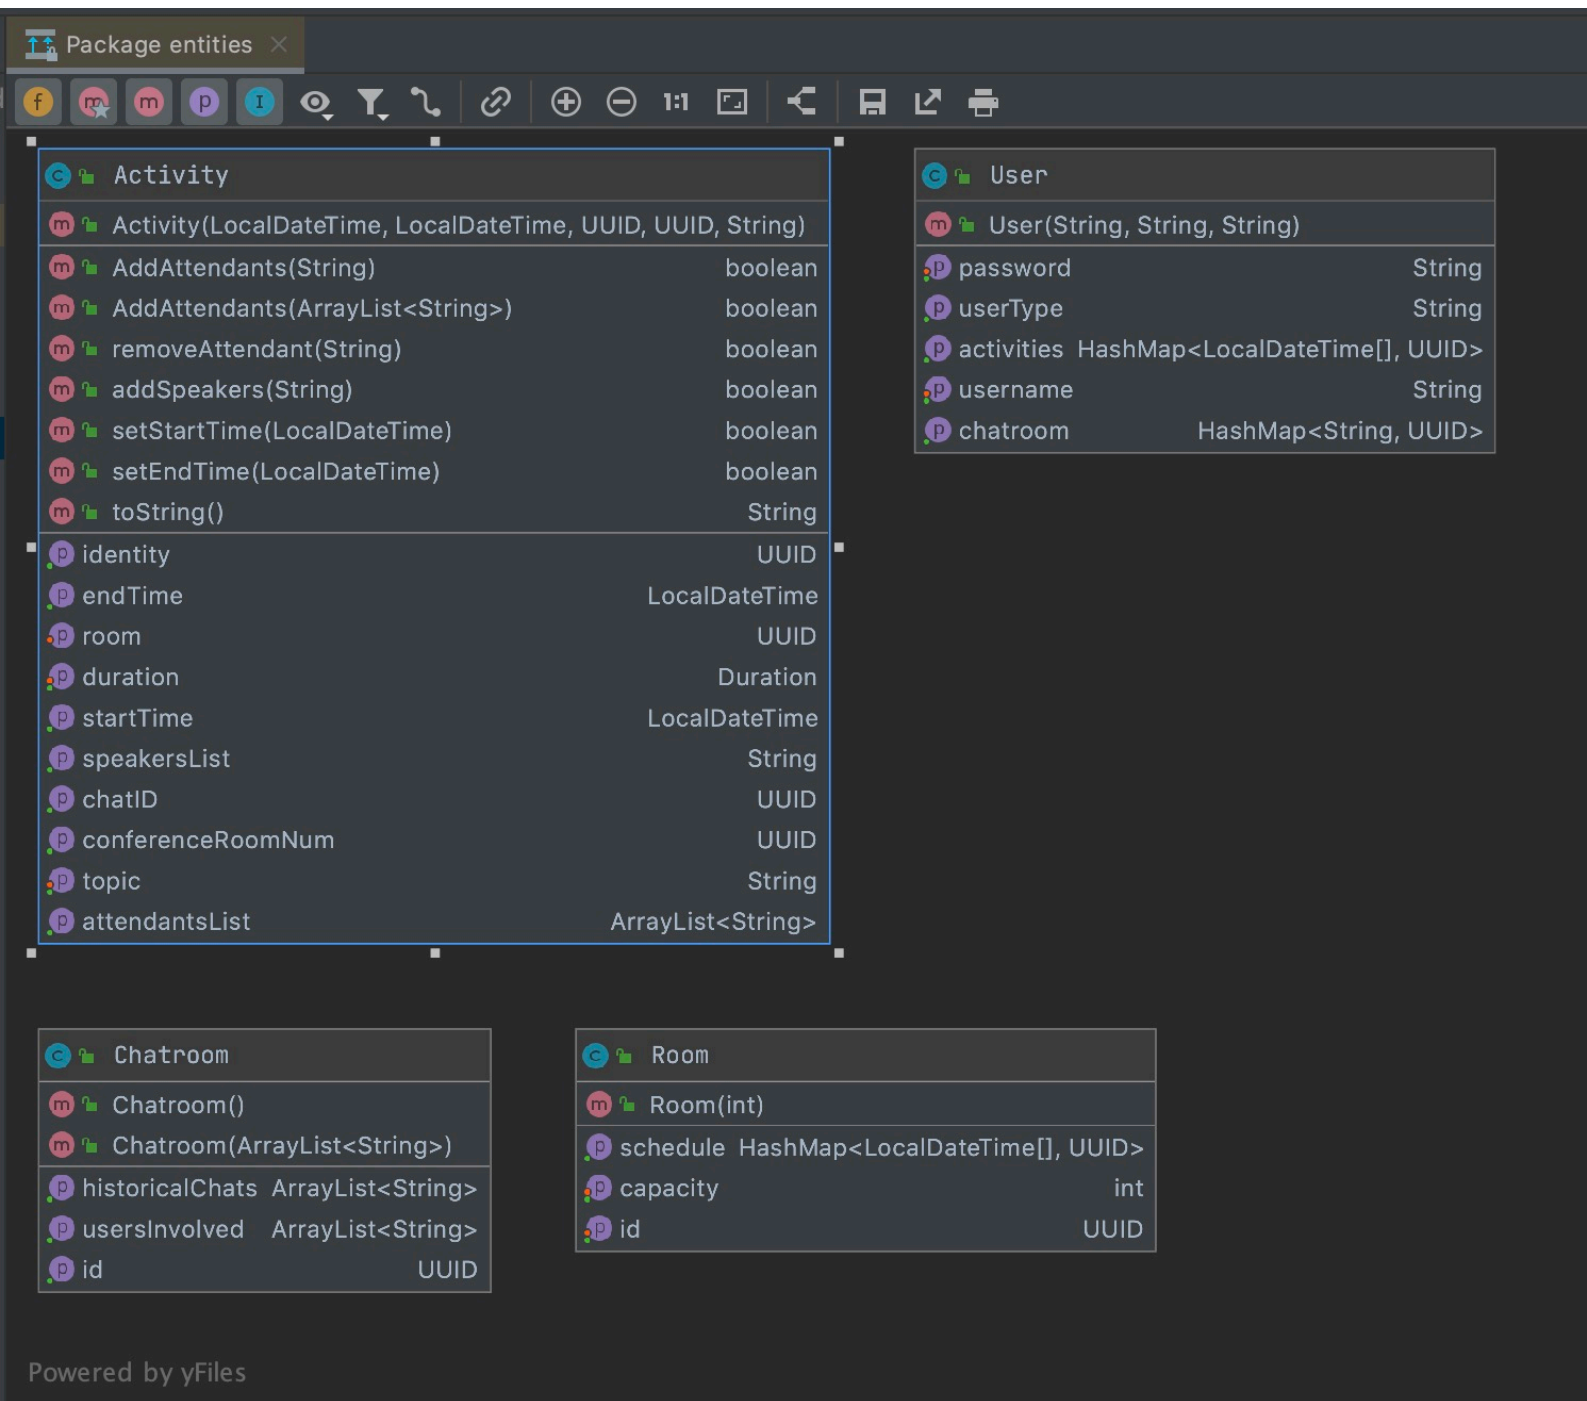 Package entities
f m m p I 1:1
C Activity
m Activity(LocalDateTime, LocalDateTime, UUID, UUID, String)
m AddAttendants(String) boolean
m AddAttendants(ArrayList<String>) boolean
m removeAttendant(String) boolean
m addSpeakers(String) boolean
m setStartTime(LocalDateTime) boolean
m setEndTime(LocalDateTime) boolean
m toString() String
p identity UUID
p endTime LocalDateTime
p room UUID
p duration Duration
p startTime LocalDateTime
p speakersList String
p chatID UUID
p conferenceRoomNum UUID
p topic String
p attendantsList ArrayList<String>
C User
m User(String, String, String)
p password String
p userType String
p activities HashMap<LocalDateTime[], UUID>
p username String
p chatroom HashMap<String, UUID>
C Chatroom
m Chatroom()
m Chatroom(ArrayList<String>)
p historicalChats ArrayList<String>
p usersInvolved ArrayList<String>
p id UUID
C Room
m Room(int)
p schedule HashMap<LocalDateTime[], UUID>
p capacity int
p id UUID
Powered by yFiles